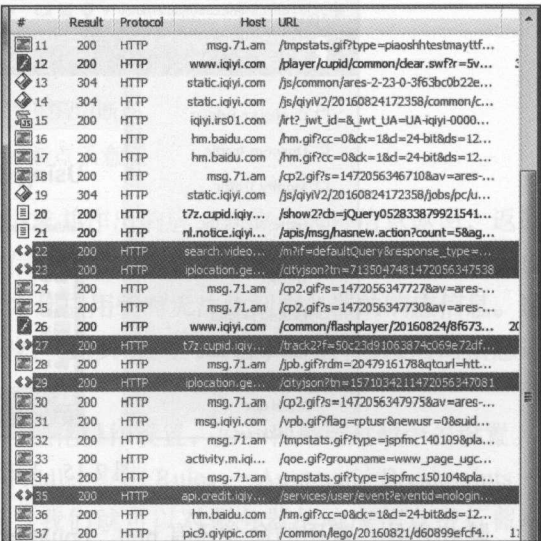 # Result Protocol Host URL
11 200 HTTP msg.71.am /tmpstats.gif?type=piaoshhtestmayttf...
12 200 HTTP www.iqiyi.com /player/cupid/common/clear.swf?r=5v... 3
13 304 HTTP static.iqiyi.com /js/common/ares-2-23-0-3f63bc0b22e...
14 304 HTTP static.iqiyi.com /js/qiyiV2/20160824172358/common/c...
15 200 HTTP iqiyi.irs01.com /irt?_iwt_id=&_iwt_UA=UA-iqiyi-0000...
16 200 HTTP hm.baidu.com /hm.gif?cc=0&ck=1&cl=24-bit&ds=12...
17 200 HTTP hm.baidu.com /hm.gif?cc=0&ck=1&cl=24-bit&ds=12...
18 200 HTTP msg.71.am /cp2.gif?s=1472056346710&av=ares-...
19 304 HTTP static.iqiyi.com /js/qiyiV2/20160824172358/jobs/pc/u...
20 200 HTTP t7z.cupid.iqiy... /show2?cb=jQuery052833879921541...
21 200 HTTP nl.notice.iqiyi... /apis/msg/hasnew.action?count=5&ag...
22 200 HTTP search.video... /m?if=defaultQuery&response_type=...
23 200 HTTP iplocation.ge... /cityjson?tn=7135047481472056347538
24 200 HTTP msg.71.am /cp2.gif?s=1472056347727&av=ares-...
25 200 HTTP msg.71.am /cp2.gif?s=1472056347730&av=ares-...
26 200 HTTP www.iqiyi.com /common/flashplayer/20160824/8f673... 20
27 200 HTTP t7z.cupid.iqiy... /track2?f=50c23d91063874c069e72df...
28 200 HTTP msg.71.am /jpb.gif?rdm=2047916178&qtcurl=htt...
29 200 HTTP iplocation.ge... /cityjson?tn=1571034211472056347081
30 200 HTTP msg.71.am /cp2.gif?s=1472056347975&av=ares-...
31 200 HTTP msg.iqiyi.com /vpb.gif?flag=rptusr&newusr=0&suid...
32 200 HTTP msg.71.am /tmpstats.gif?type=jspfmc140109&pla...
33 200 HTTP activity.m.iqi... /qoe.gif?groupname=www_page_ugc...
34 200 HTTP msg.71.am /tmpstats.gif?type=jspfmc150104&pla...
35 200 HTTP api.credit.iqiy... /services/user/event?eventid=nologin...
36 200 HTTP hm.baidu.com /hm.gif?cc=0&ck=1&cl=24-bit&ds=12...
37 200 HTTP pic9.qiyipic.com /common/lego/20160821/d60899efcf4... 11